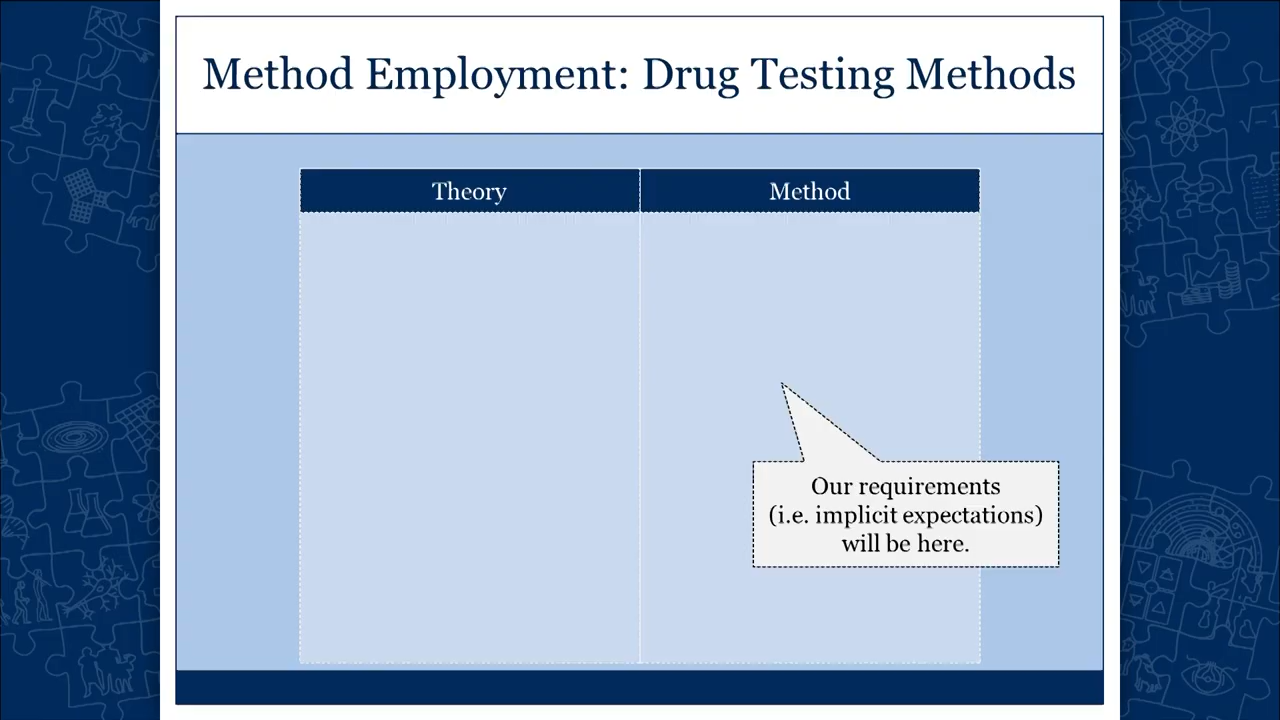 Method Employment: Drug Testing Methods
Theory
Method
Our requirements
(i.e. implicit expectations)
will be here.